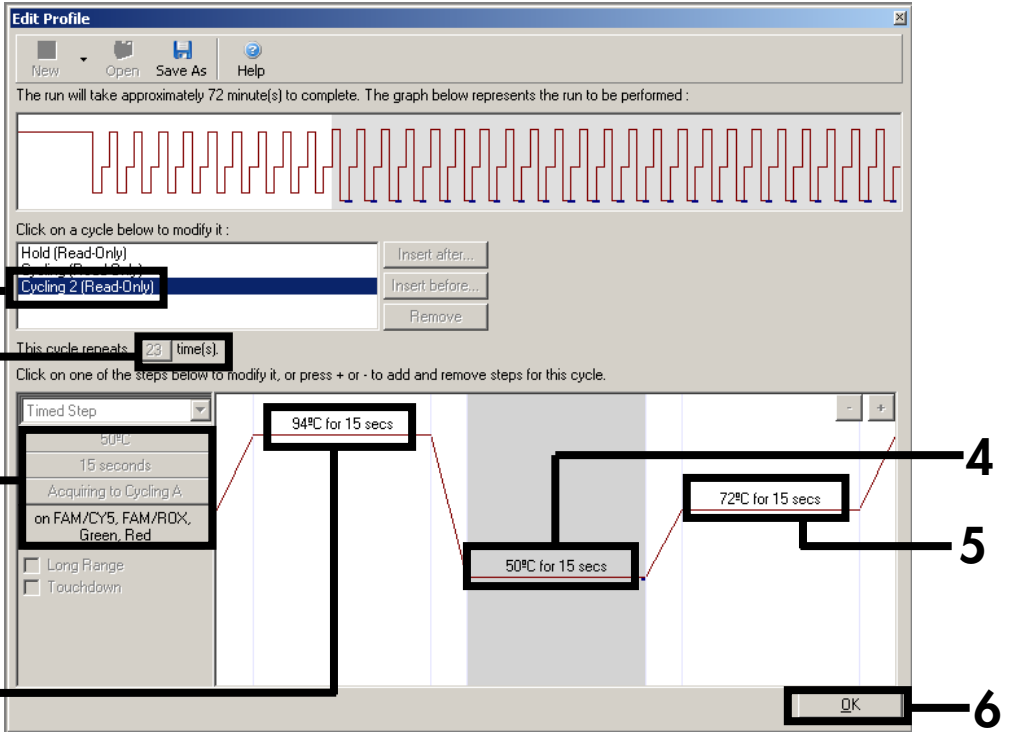 Edit Profile
New Open Save As Help
The run will take approximately 72 minute(s) to complete. The graph below represents the run to be performed :
Click on a cycle below to modify it :
Hold (Read-Only)
Cycling (Read-Only)
Cycling 2 (Read-Only)
Insert after...
Insert before...
Remove
This cycle repeats 23 time(s).
Click on one of the steps below to modify it, or press + or - to add and remove steps for this cycle.
Timed Step
- +
50ºC
15 seconds
Acquiring to Cycling A
on FAM/CY5, FAM/ROX,
Green, Red
Long Range
Touchdown
94ºC for 15 secs
50ºC for 15 secs
72ºC for 15 secs
4
5
OK
6